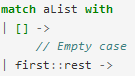 match aList with
| [] ->
    // Empty case
| first::rest ->